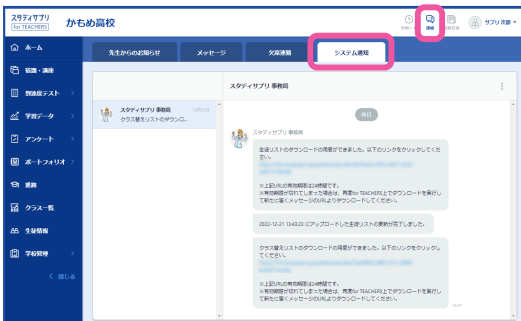 スタディサプリ
for TEACHERS
かもめ高校
サポート
連絡
お知らせ
サプリ 次郎
ホーム
先生からのお知らせ
メッセージ
欠席連絡
システム通知
宿題・講座
到達度テスト
学習データ
アンケート
ポートフォリオ
進路
クラス一覧
生徒情報
学校管理
閉じる
スタディサプリ 事務局
スタディサプリ 事務局
クラス替えリストのダウンロ...
昨日
スタディサプリ 事務局
生徒リストのダウンロードの用意ができました。以下のリンクをクリックしてくだ
さい。
※上記URLの有効期限は24時間です。
※有効期限が切れてしまった場合は、再度for TEACHERS上でダウンロードを実行し
て新たに届くメッセージのURLよりダウンロードしてください。
2022-12-21 13:43:23 にアップロードした生徒リストの更新が完了しました。
クラス替えリストのダウンロードの用意ができました。以下のリンクをクリックし
てください。
※上記URLの有効期限は24時間です。
※有効期限が切れてしまった場合は、再度for TEACHERS上でダウンロードを実行し
て新たに届くメッセージのURLよりダウンロードしてください。